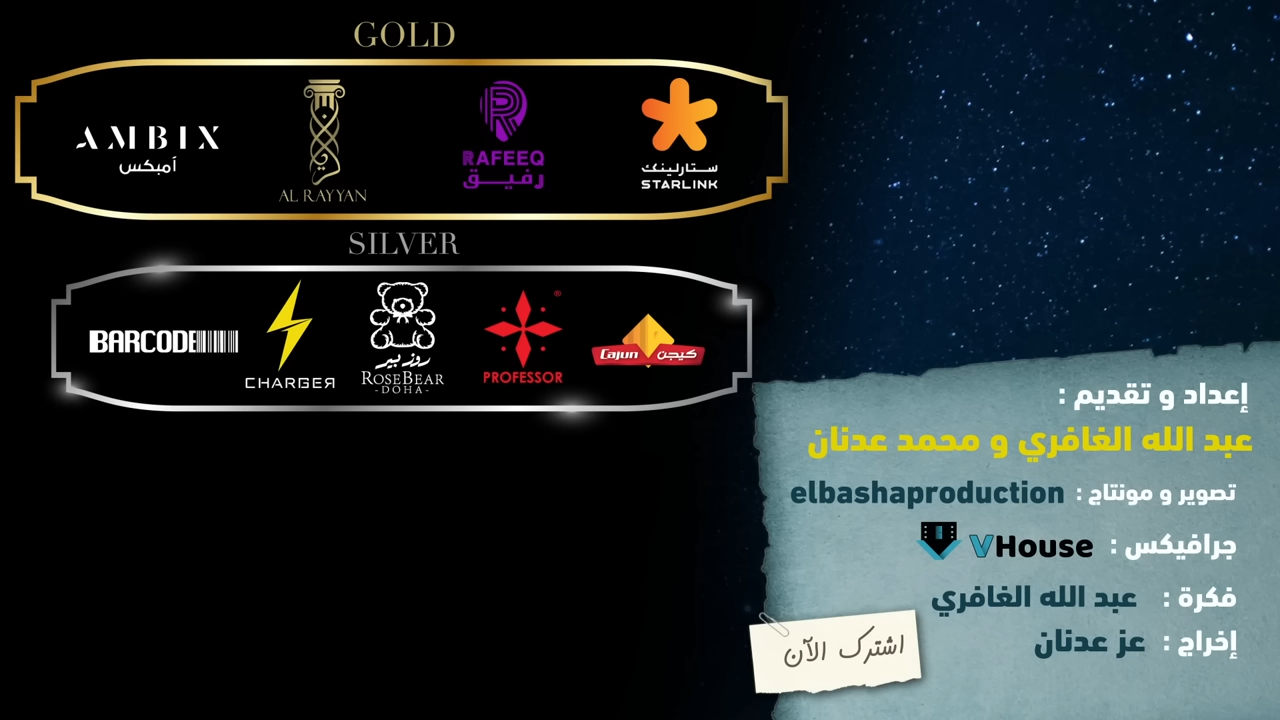 GOLD
AMBIX
أمبكس
AL RAYYAN
RAFEEQ
رفيق
ستارلينك
STARLINK
SILVER
BARCODE
CHARGER
روز بير
ROSEBEAR
-DOHA-
®
PROFESSOR
Cajun كيجن
إعداد و تقديم :
عبد الله الغافري و محمد عدنان
تصوير و مونتاج : elbashaproduction
جرافيكس : VHouse
فكرة : عبد الله الغافري
إخراج : عز عدنان
اشترك الآن